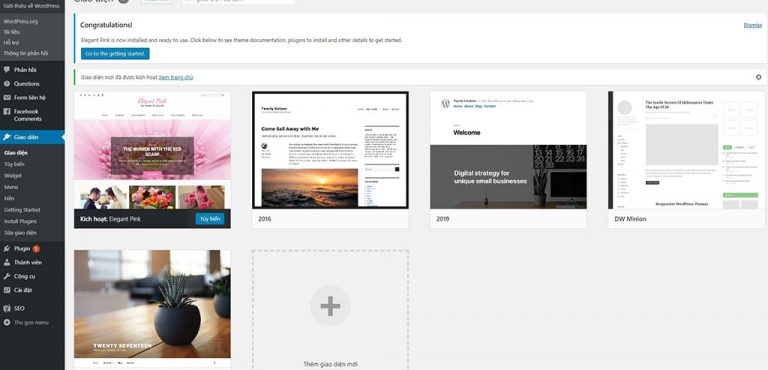 Giới thiệu về WordPress
WordPress.org
Tài liệu
Hỗ trợ
Thông tin phản hồi
Phản hồi
Questions
Form liên hệ
Facebook
Comments
Giao diện
Giao diện
Tùy biến
Widget
Menu
Nền
Getting Started
Install Plugins
Sửa giao diện
Plugin 5
Thành viên
Công cụ
Cài đặt
SEO
Thu gọn menu
Giao diện
Congratulations!
Dismiss
Elegant Pink is now installed and ready to use. Click below to see theme documentation, plugins to install and other details to get started.
Go to the getting started.
Giao diện mới đã được kích hoạt Xem trang chủ
Elegant Pink
THE WOMEN WITH THE RED
SCARF
Kích hoạt: Elegant Pink
Tùy biến
Twenty Sixteen
Come Sail Away with Me
2016
Welcome
Digital strategy for
unique small businesses
2019
The Inside Secrets Of Millionaires Under
The Age Of 30
Responsive WordPress Themes
DW Minion
TWENTY SEVENTEEN
Thêm giao diện mới